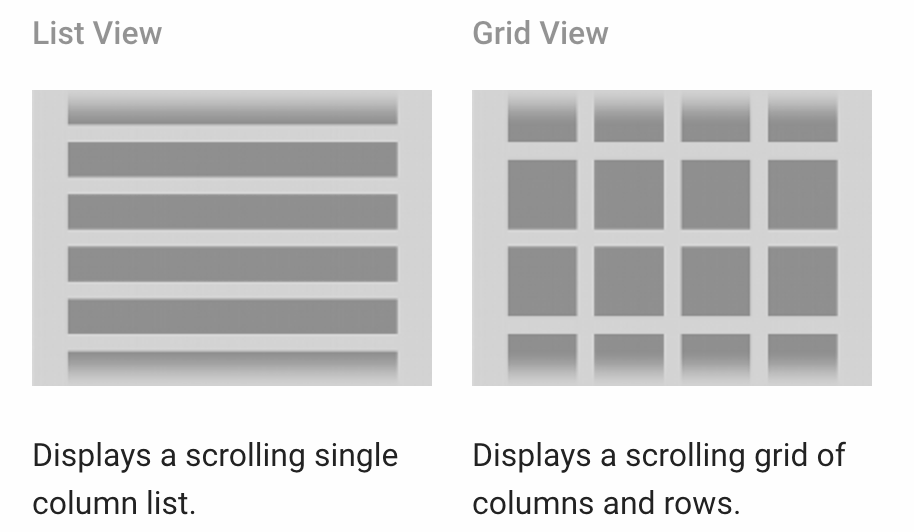 List View
Displays a scrolling single
column list.
Grid View
Displays a scrolling grid of
columns and rows.